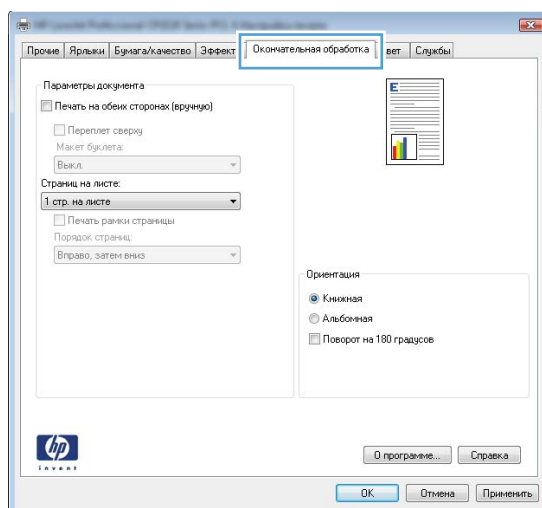 Прочие Ярлыки Бумага/качество Эффект Окончательная обработка вет Службы
Параметры документа
Печать на обеих сторонах (вручную)
Переплет сверху
Макет буклета:
Выкл.
Страниц на листе:
1 стр. на листе
Печать рамки страницы
Порядок страниц:
Вправо, затем вниз
E
Ориентация
Книжная
Альбомная
Поворот на 180 градусов
hp
invent
О программе... Справка
OK Отмена Применить